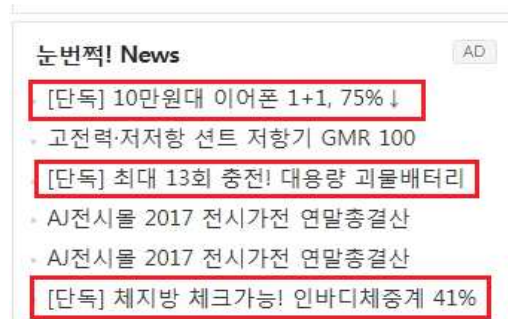 눈번쩍! News
AD
[단독] 10만원대 이어폰 1+1, 75%↓
고전력·저저항 션트 저항기 GMR 100
[단독] 최대 13회 충전! 대용량 괴물배터리
AJ전시몰 2017 전시가전 연말총결산
AJ전시몰 2017 전시가전 연말총결산
[단독] 체지방 체크가능! 인바디체중계 41%